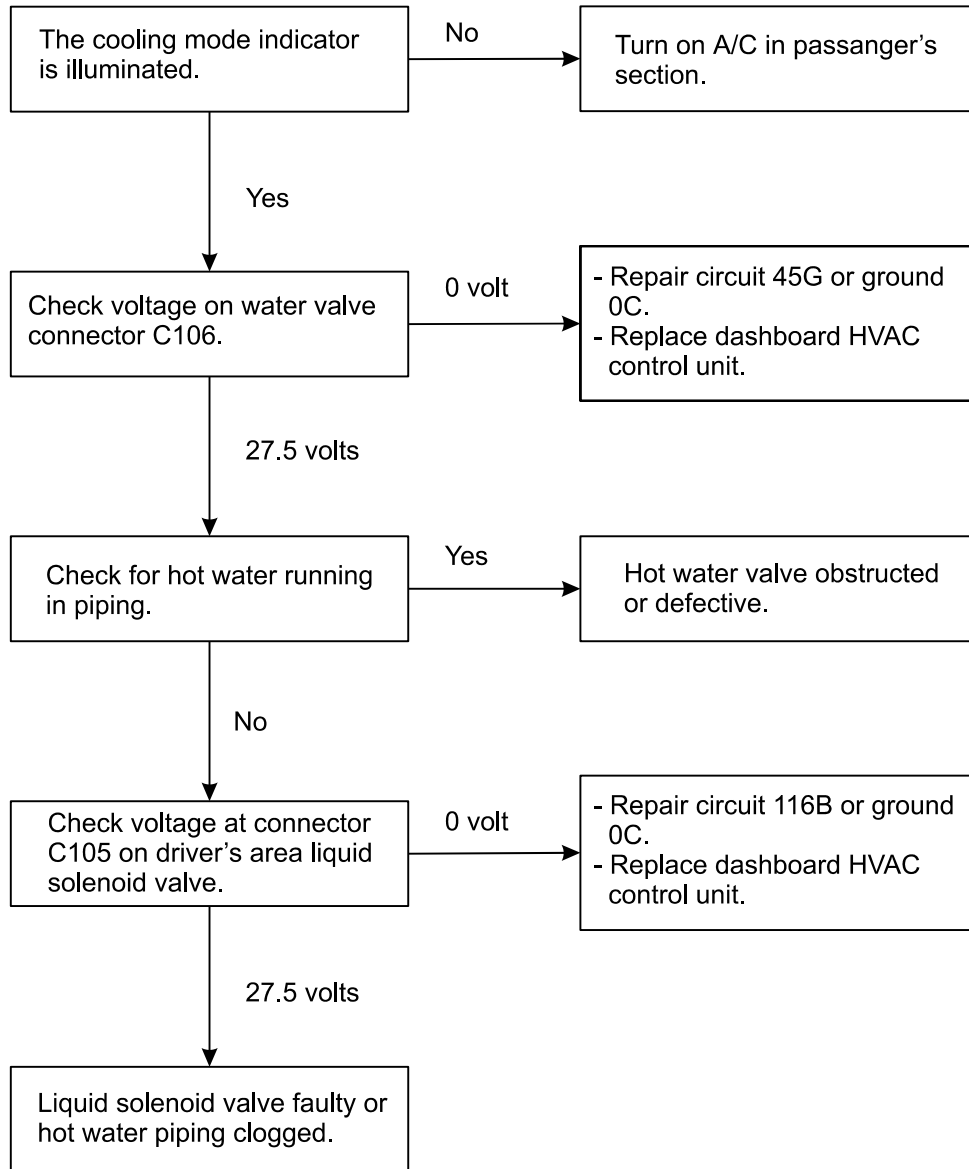 The cooling mode indicator
is illuminated.
No
Turn on A/C in passanger's
section.
Yes
Check voltage on water valve
connector C106.
0 volt
- Repair circuit 45G or ground
0C.
- Replace dashboard HVAC
control unit.
27.5 volts
Check for hot water running
in piping.
Yes
Hot water valve obstructed
or defective.
No
Check voltage at connector
C105 on driver's area liquid
solenoid valve.
0 volt
- Repair circuit 116B or ground
0C.
- Replace dashboard HVAC
control unit.
27.5 volts
Liquid solenoid valve faulty or
hot water piping clogged.